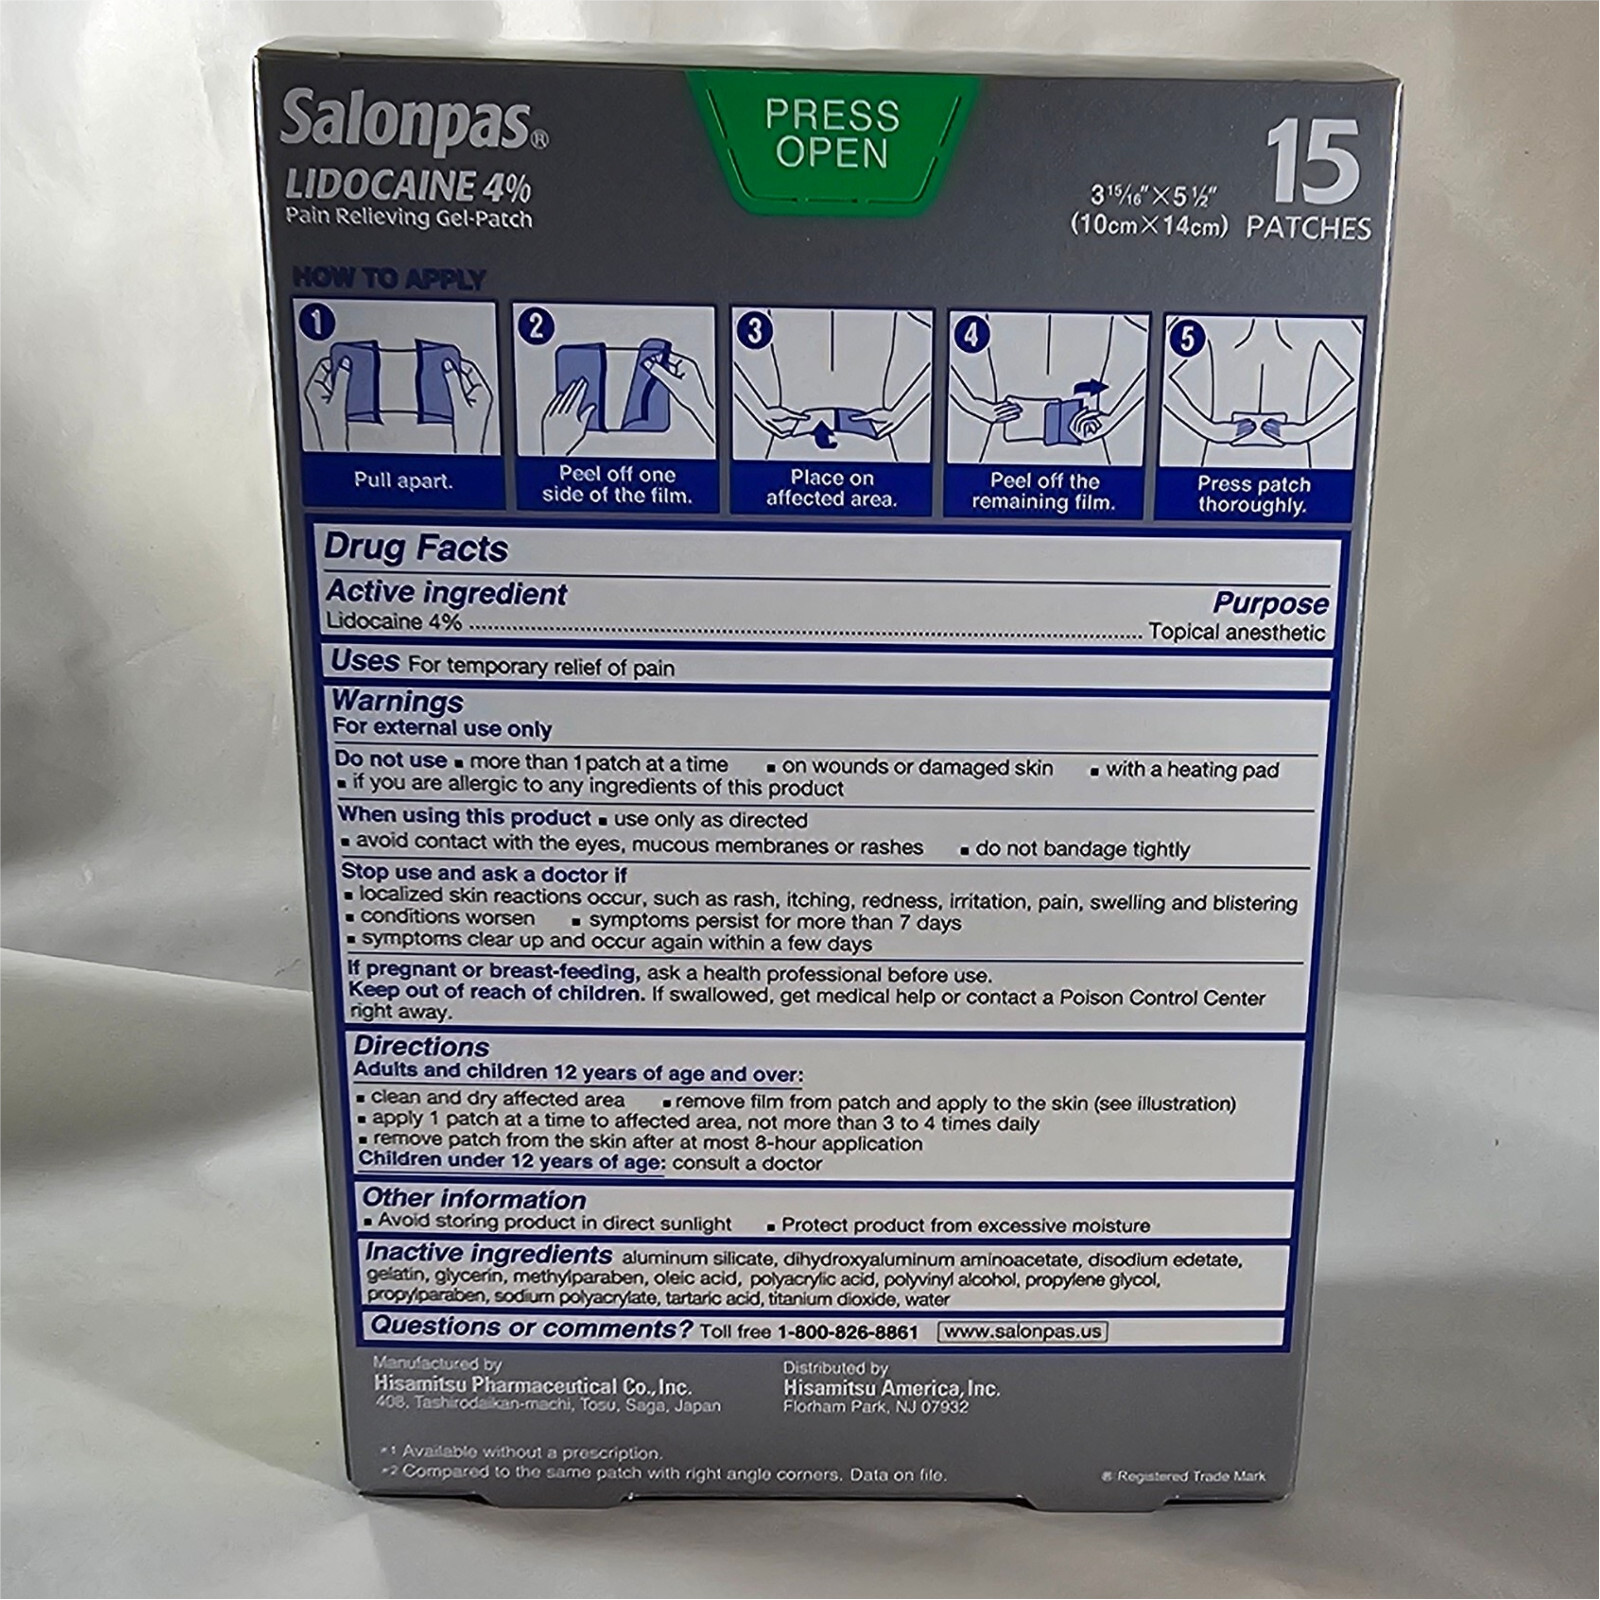 Salonpas®
LIDOCAINE 4%
Pain Relieving Gel-Patch
PRESS
OPEN
3 15/16" X 5 1/2"
(10cm X 14cm)
15
PATCHES
HOW TO APPLY
1
Pull apart.
2
Peel off one
side of the film.
3
Place on
affected area.
4
Peel off the
remaining film.
5
Press patch
thoroughly.
Drug Facts
Active ingredient Purpose
Lidocaine 4% ........ Topical anesthetic
Uses For temporary relief of pain
Warnings
For external use only
Do not use ▪ more than 1 patch at a time ▪ on wounds or damaged skin ▪ with a heating pad
▪ if you are allergic to any ingredients of this product
When using this product ▪ use only as directed
▪ avoid contact with the eyes, mucous membranes or rashes ▪ do not bandage tightly
Stop use and ask a doctor if
▪ localized skin reactions occur, such as rash, itching, redness, irritation, pain, swelling and blistering
▪ conditions worsen ▪ symptoms persist for more than 7 days
▪ symptoms clear up and occur again within a few days
If pregnant or breast-feeding, ask a health professional before use.
Keep out of reach of children. If swallowed, get medical help or contact a Poison Control Center
right away.
Directions
Adults and children 12 years of age and over:
▪ clean and dry affected area ▪ remove film from patch and apply to the skin (see illustration)
▪ apply 1 patch at a time to affected area, not more than 3 to 4 times daily
▪ remove patch from the skin after at most 8-hour application
Children under 12 years of age: consult a doctor
Other information
▪ Avoid storing product in direct sunlight ▪ Protect product from excessive moisture
Inactive ingredients aluminum silicate, dihydroxyaluminum aminoacetate, disodium edetate,
gelatin, glycerin, methylparaben, oleic acid, polyacrylic acid, polyvinyl alcohol, propylene glycol,
propylparaben, sodium polyacrylate, tartaric acid, titanium dioxide, water
Questions or comments? Toll free 1-800-826-8861 www.salonpas.us
Manufactured by
Hisamitsu Pharmaceutical Co., Inc.
408, Tashirodaikan-machi, Tosu, Saga, Japan
Distributed by
Hisamitsu America, Inc.
Florham Park, NJ 07932
*1 Available without a prescription.
*2 Compared to the same patch with right angle corners. Data on file.
® Registered Trade Mark